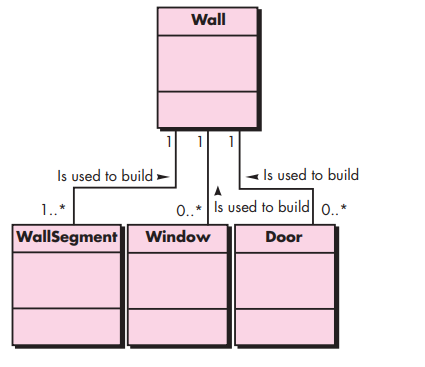 Wall
1 1 1
Is used to build
Is used to build
1..*
0..*
Is used to build
0..*
WallSegment
Window
Door